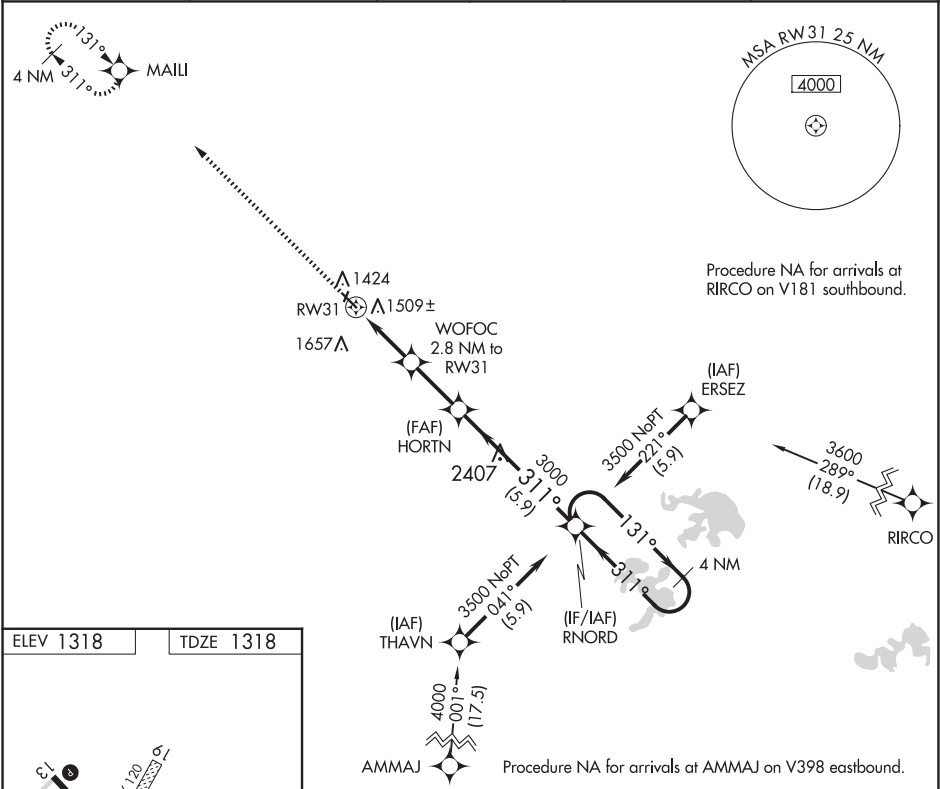 131°
4 NM
311°
MAILI
MSA RW31 25 NM
4000
Procedure NA for arrivals at
RIRCO on V181 southbound.
1424
RW31
1509±
1657
WOFOC
2.8 NM to
RW31
(IAF)
ERSEZ
(FAF)
HORTN
3500 NoPT
221°
(5.9)
2407
3000
311°
(5.9)
3600
289°
(18.9)
RIRCO
131°
4 NM
311°
3500 NoPT
041°
(5.9)
(IAF)
THAVN
(IF/IAF)
RNORD
4000
001°
(17.5)
AMMAJ
Procedure NA for arrivals at AMMAJ on V398 eastbound.
ELEV 1318
TDZE 1318
13
P
120
19